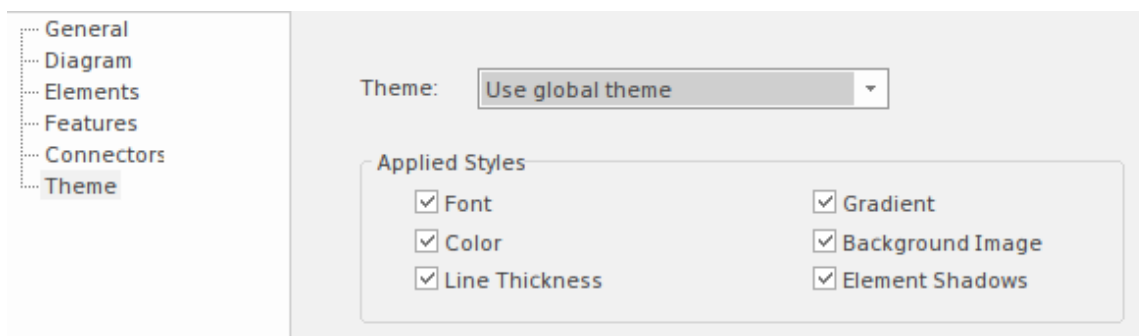 General
Diagram
Elements
Features
Connectors
Theme
Theme:
Use global theme
Applied Styles
Font
Gradient
Color
Background Image
Line Thickness
Element Shadows